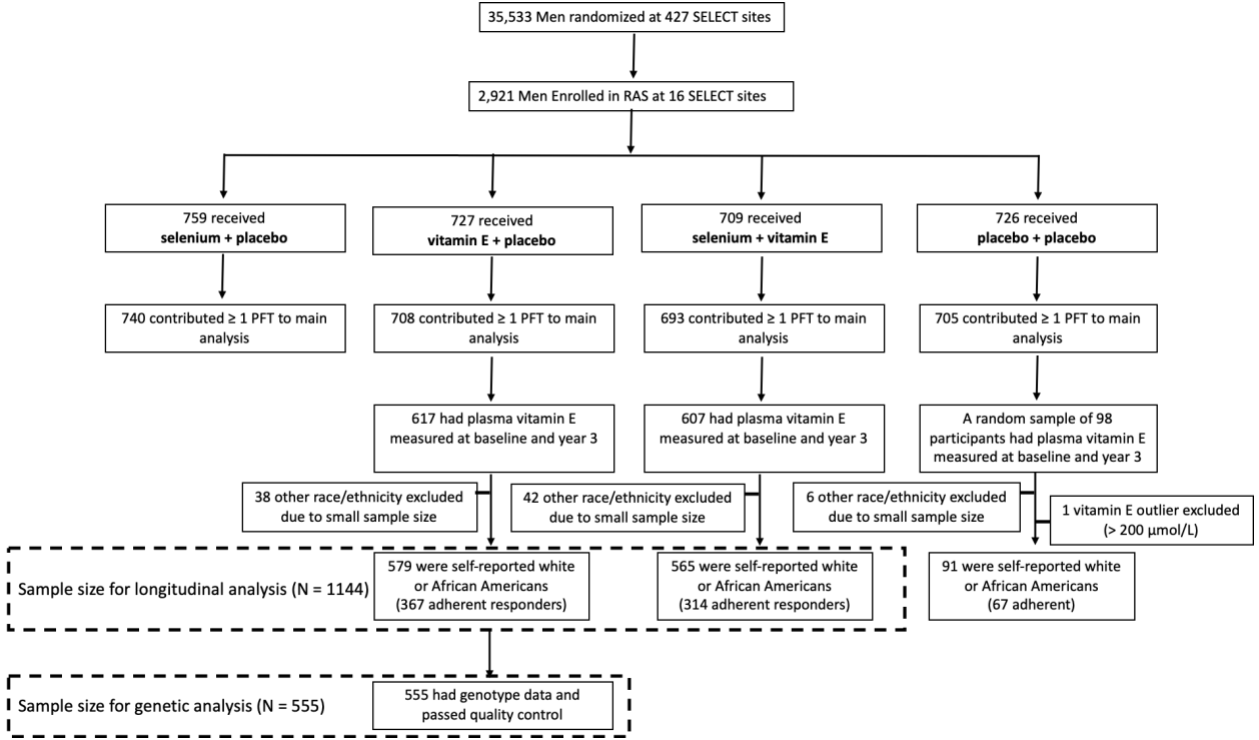 35,533 Men randomized at 427 SELECT sites
2,921 Men Enrolled in RAS at 16 SELECT sites
759 received
selenium + placebo
727 received
vitamin E + placebo
709 received
selenium + vitamin E
726 received
placebo + placebo
740 contributed ≥ 1 PFT to main
analysis
708 contributed ≥ 1 PFT to main
analysis
693 contributed ≥ 1 PFT to main
analysis
705 contributed ≥ 1 PFT to main
analysis
617 had plasma vitamin E
measured at baseline and year 3
607 had plasma vitamin E
measured at baseline and year 3
A random sample of 98
participants had plasma vitamin E
measured at baseline and year 3
38 other race/ethnicity excluded
due to small sample size
42 other race/ethnicity excluded
due to small sample size
6 other race/ethnicity excluded
due to small sample size
1 vitamin E outlier excluded
(> 200 µmol/L)
Sample size for longitudinal analysis (N = 1144)
579 were self-reported white
or African Americans
(367 adherent responders)
565 were self-reported white
or African Americans
(314 adherent responders)
91 were self-reported white
or African Americans
(67 adherent)
Sample size for genetic analysis (N = 555)
555 had genotype data and
passed quality control